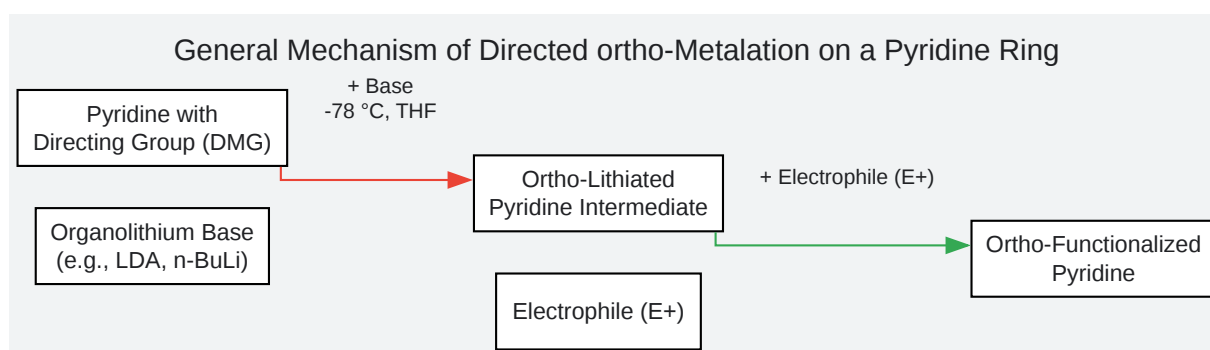 General Mechanism of Directed ortho-Metalation on a Pyridine Ring
+ Base
-78 °C, THF
Pyridine with
Directing Group (DMG)
Ortho-Lithiated
Pyridine Intermediate
+ Electrophile (E+)
Organolithium Base
(e.g., LDA, n-BuLi)
Ortho-Functionalized
Pyridine
Electrophile (E+)